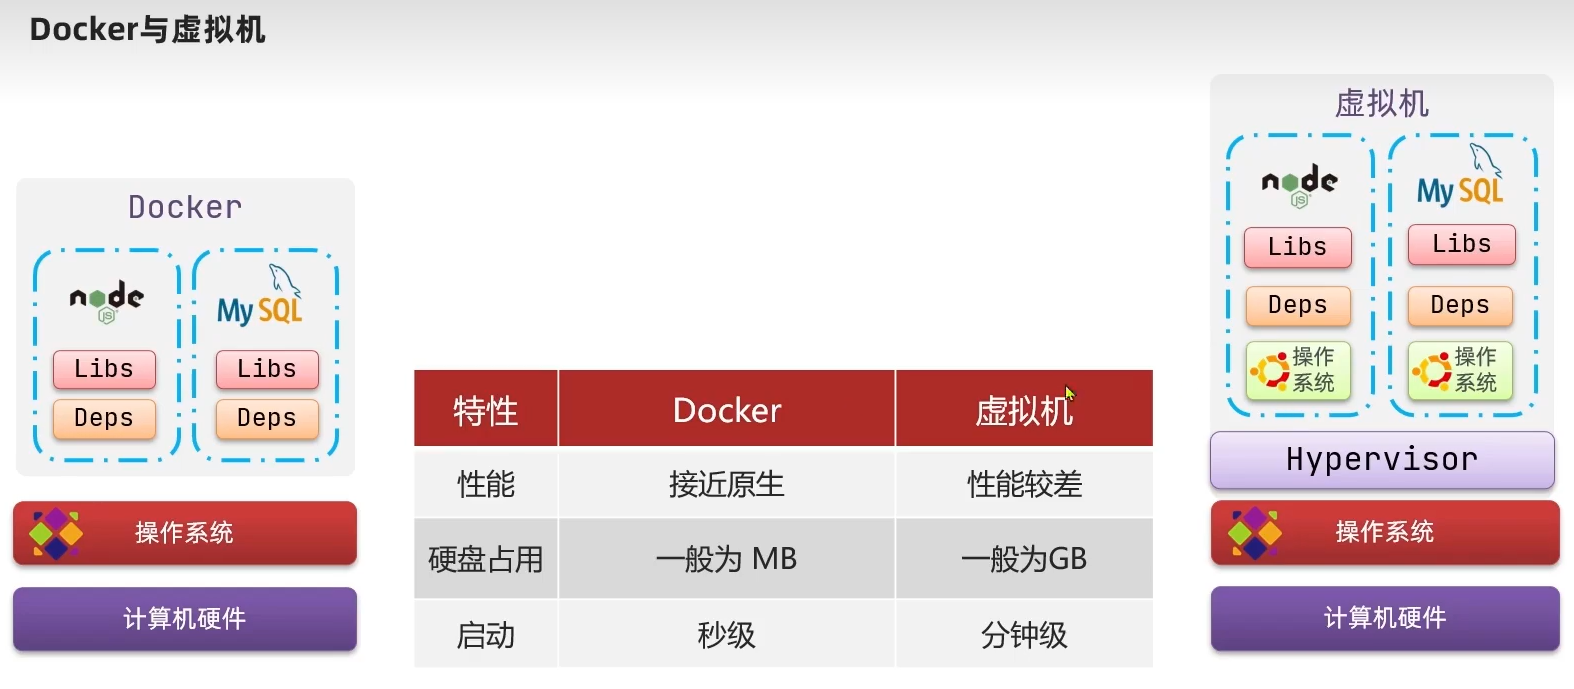 Docker与虚拟机
Docker
node
JS
MySQL
Libs
Libs
Deps
Deps
操作系统
计算机硬件
特性 Docker 虚拟机
性能 接近原生 性能较差
硬盘占用 一般为 MB 一般为GB
启动 秒级 分钟级
虚拟机
node
JS
MySQL
Libs
Libs
Deps
Deps
操作
系统
操作
系统
Hypervisor
操作系统
计算机硬件